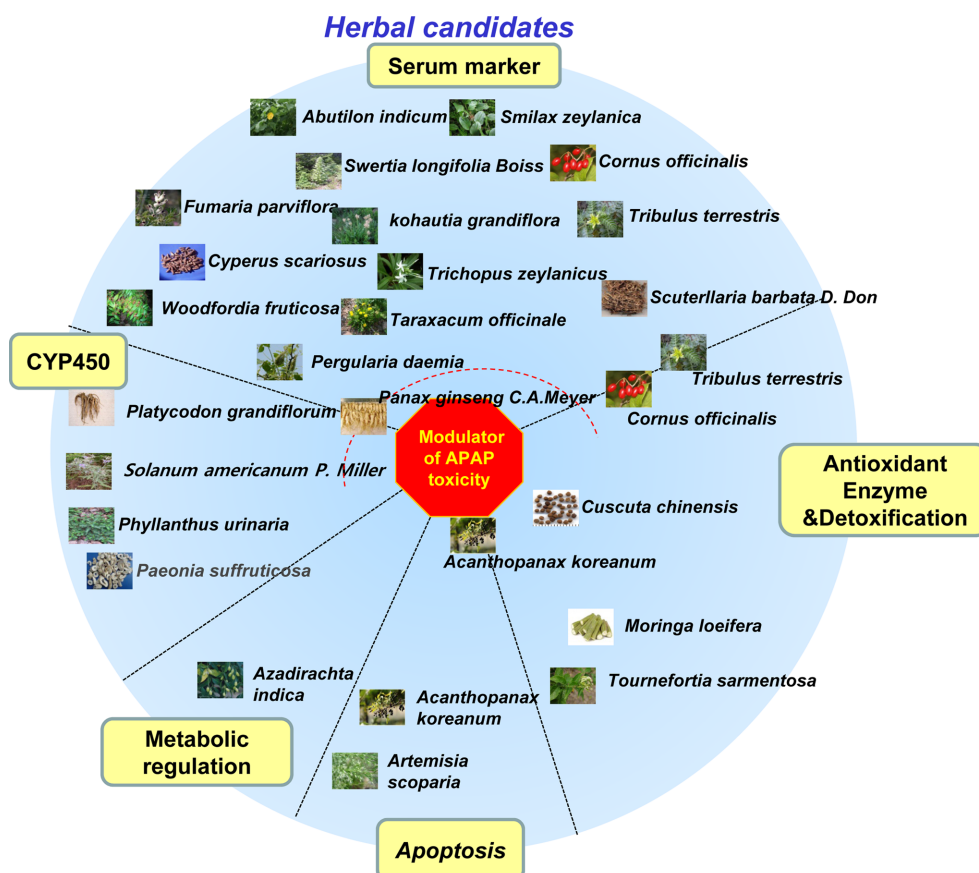 Herbal candidates
Serum marker
Abutilon indicum
Smilax zeylanica
Swertia longifolia Boiss
Cornus officinalis
Fumaria parviflora
kohautia grandiflora
Tribulus terrestris
Cyperus scariosus
Trichopus zeylanicus
Scuterllaria barbata D. Don
Woodfordia fruticosa
Taraxacum officinale
CYP450
Pergularia daemia
Tribulus terrestris
Panax ginseng C.A.Meyer
Platycodon grandiflorum
Cornus officinalis
Modulator
of APAP
toxicity
Solanum americanum P. Miller
Antioxidant
Enzyme
&Detoxification
Cuscuta chinensis
Phyllanthus urinaria
Acanthopanax koreanum
Paeonia suffruticosa
Moringa loeifera
Azadirachta
indica
Tournefortia sarmentosa
Acanthopanax
koreanum
Metabolic
regulation
Artemisia
scoparia
Apoptosis